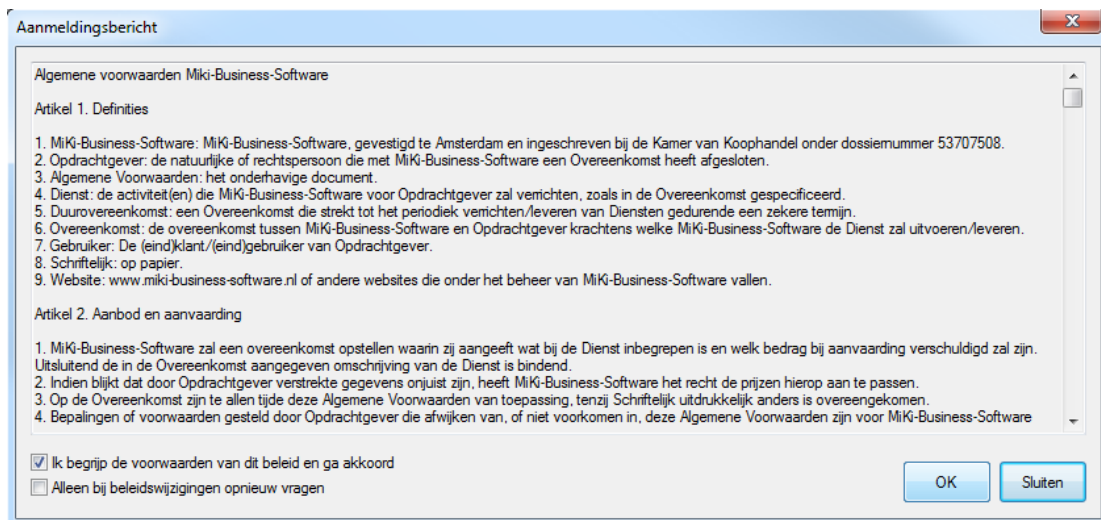 Aanmeldingsbericht
Algemene voorwaarden Miki-Business-Software
Artikel 1. Definities
1. MiKi-Business-Software: MiKi-Business-Software, gevestigd te Amsterdam en ingeschreven bij de Kamer van Koophandel onder dossiernummer 53707508.
2. Opdrachtgever: de natuurlijke of rechtspersoon die met MiKi-Business-Software een Overeenkomst heeft afgesloten.
3. Algemene Voorwaarden: het onderhavige document.
4. Dienst: de activiteit(en) die MiKi-Business-Software voor Opdrachtgever zal verrichten, zoals in de Overeenkomst gespecificeerd.
5. Duurovereenkomst: een Overeenkomst die strekt tot het periodiek verrichten/leveren van Diensten gedurende een zekere termijn.
6. Overeenkomst: de overeenkomst tussen MiKi-Business-Software en Opdrachtgever krachtens welke MiKi-Business-Software de Dienst zal uitvoeren/leveren.
7. Gebruiker: De (eind)klant/(eind)gebruiker van Opdrachtgever.
8. Schriftelijk: op papier.
9. Website: www.miki-business-software.nl of andere websites die onder het beheer van MiKi-Business-Software vallen.
Artikel 2. Aanbod en aanvaarding
1. MiKi-Business-Software zal een overeenkomst opstellen waarin zij aangeeft wat bij de Dienst inbegrepen is en welk bedrag bij aanvaarding verschuldigd zal zijn.
Uitsluitend de in de Overeenkomst aangegeven omschrijving van de Dienst is bindend.
2. Indien blijkt dat door Opdrachtgever verstrekte gegevens onjuist zijn, heeft MiKi-Business-Software het recht de prijzen hierop aan te passen.
3. Op de Overeenkomst zijn te allen tijde deze Algemene Voorwaarden van toepassing, tenzij Schriftelijk uitdrukkelijk anders is overeengekomen.
4. Bepalingen of voorwaarden gesteld door Opdrachtgever die afwijken van, of niet voorkomen in, deze Algemene Voorwaarden zijn voor MiKi-Business-Software
Ik begrijp de voorwaarden van dit beleid en ga akkoord
Alleen bij beleidswijzigingen opnieuw vragen
OK
Sluiten